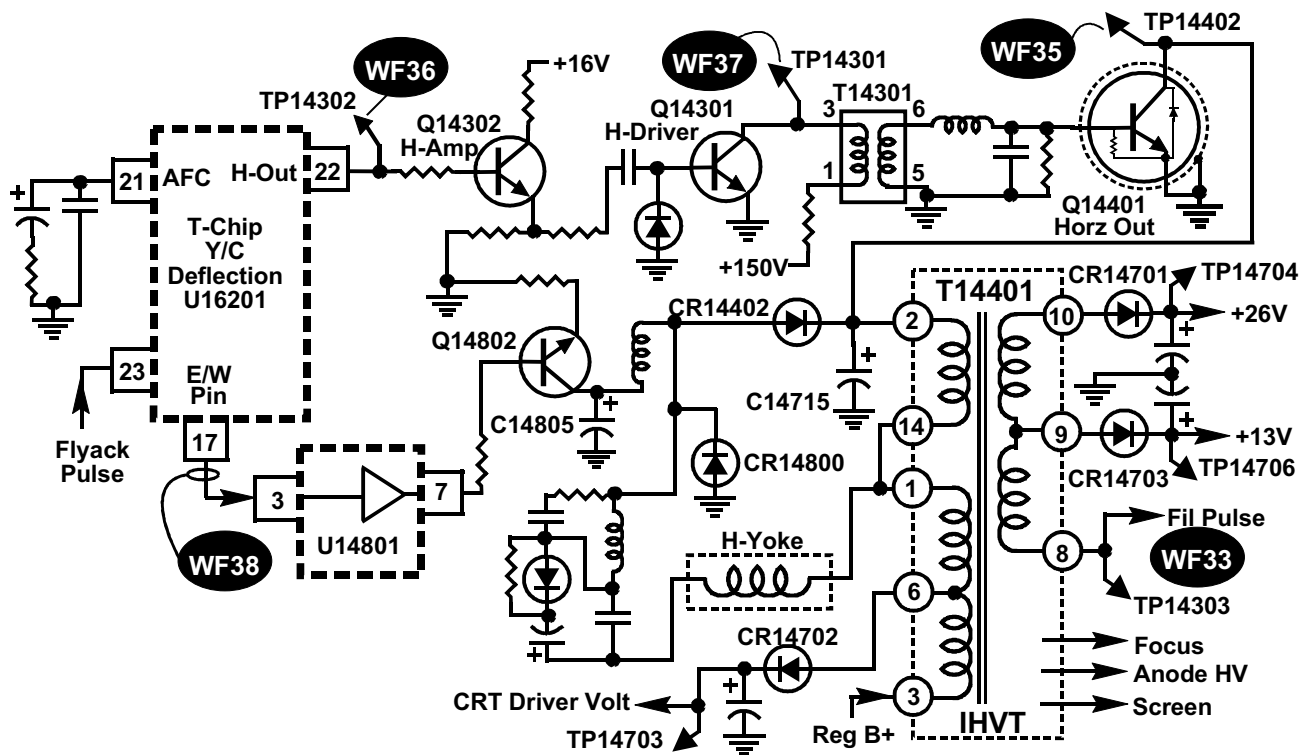 WF36
WF37
WF35
TP14402
+16V
TP14301
TP14302
T14301
Q14301
H-Driver
Q14302
H-Amp
3
6
1
5
21
AFC
H-Out
22
T-Chip
Y/C
Deflection
U16201
Q14401
Horz Out
+150V
CR14402
T14401
CR14701
TP14704
2
10
+26V
Q14802
23
E/W
Pin
C14805
C14715
17
14
9
+13V
Flyack
Pulse
CR14800
CR14703
TP14706
3
7
1
U14801
H-Yoke
Fil Pulse
WF38
8
WF33
6
TP14303
CR14702
Focus
Anode HV
CRT Driver Volt
3
Screen
TP14703
Reg B+
IHVT
+
+
+
+
+
+
+